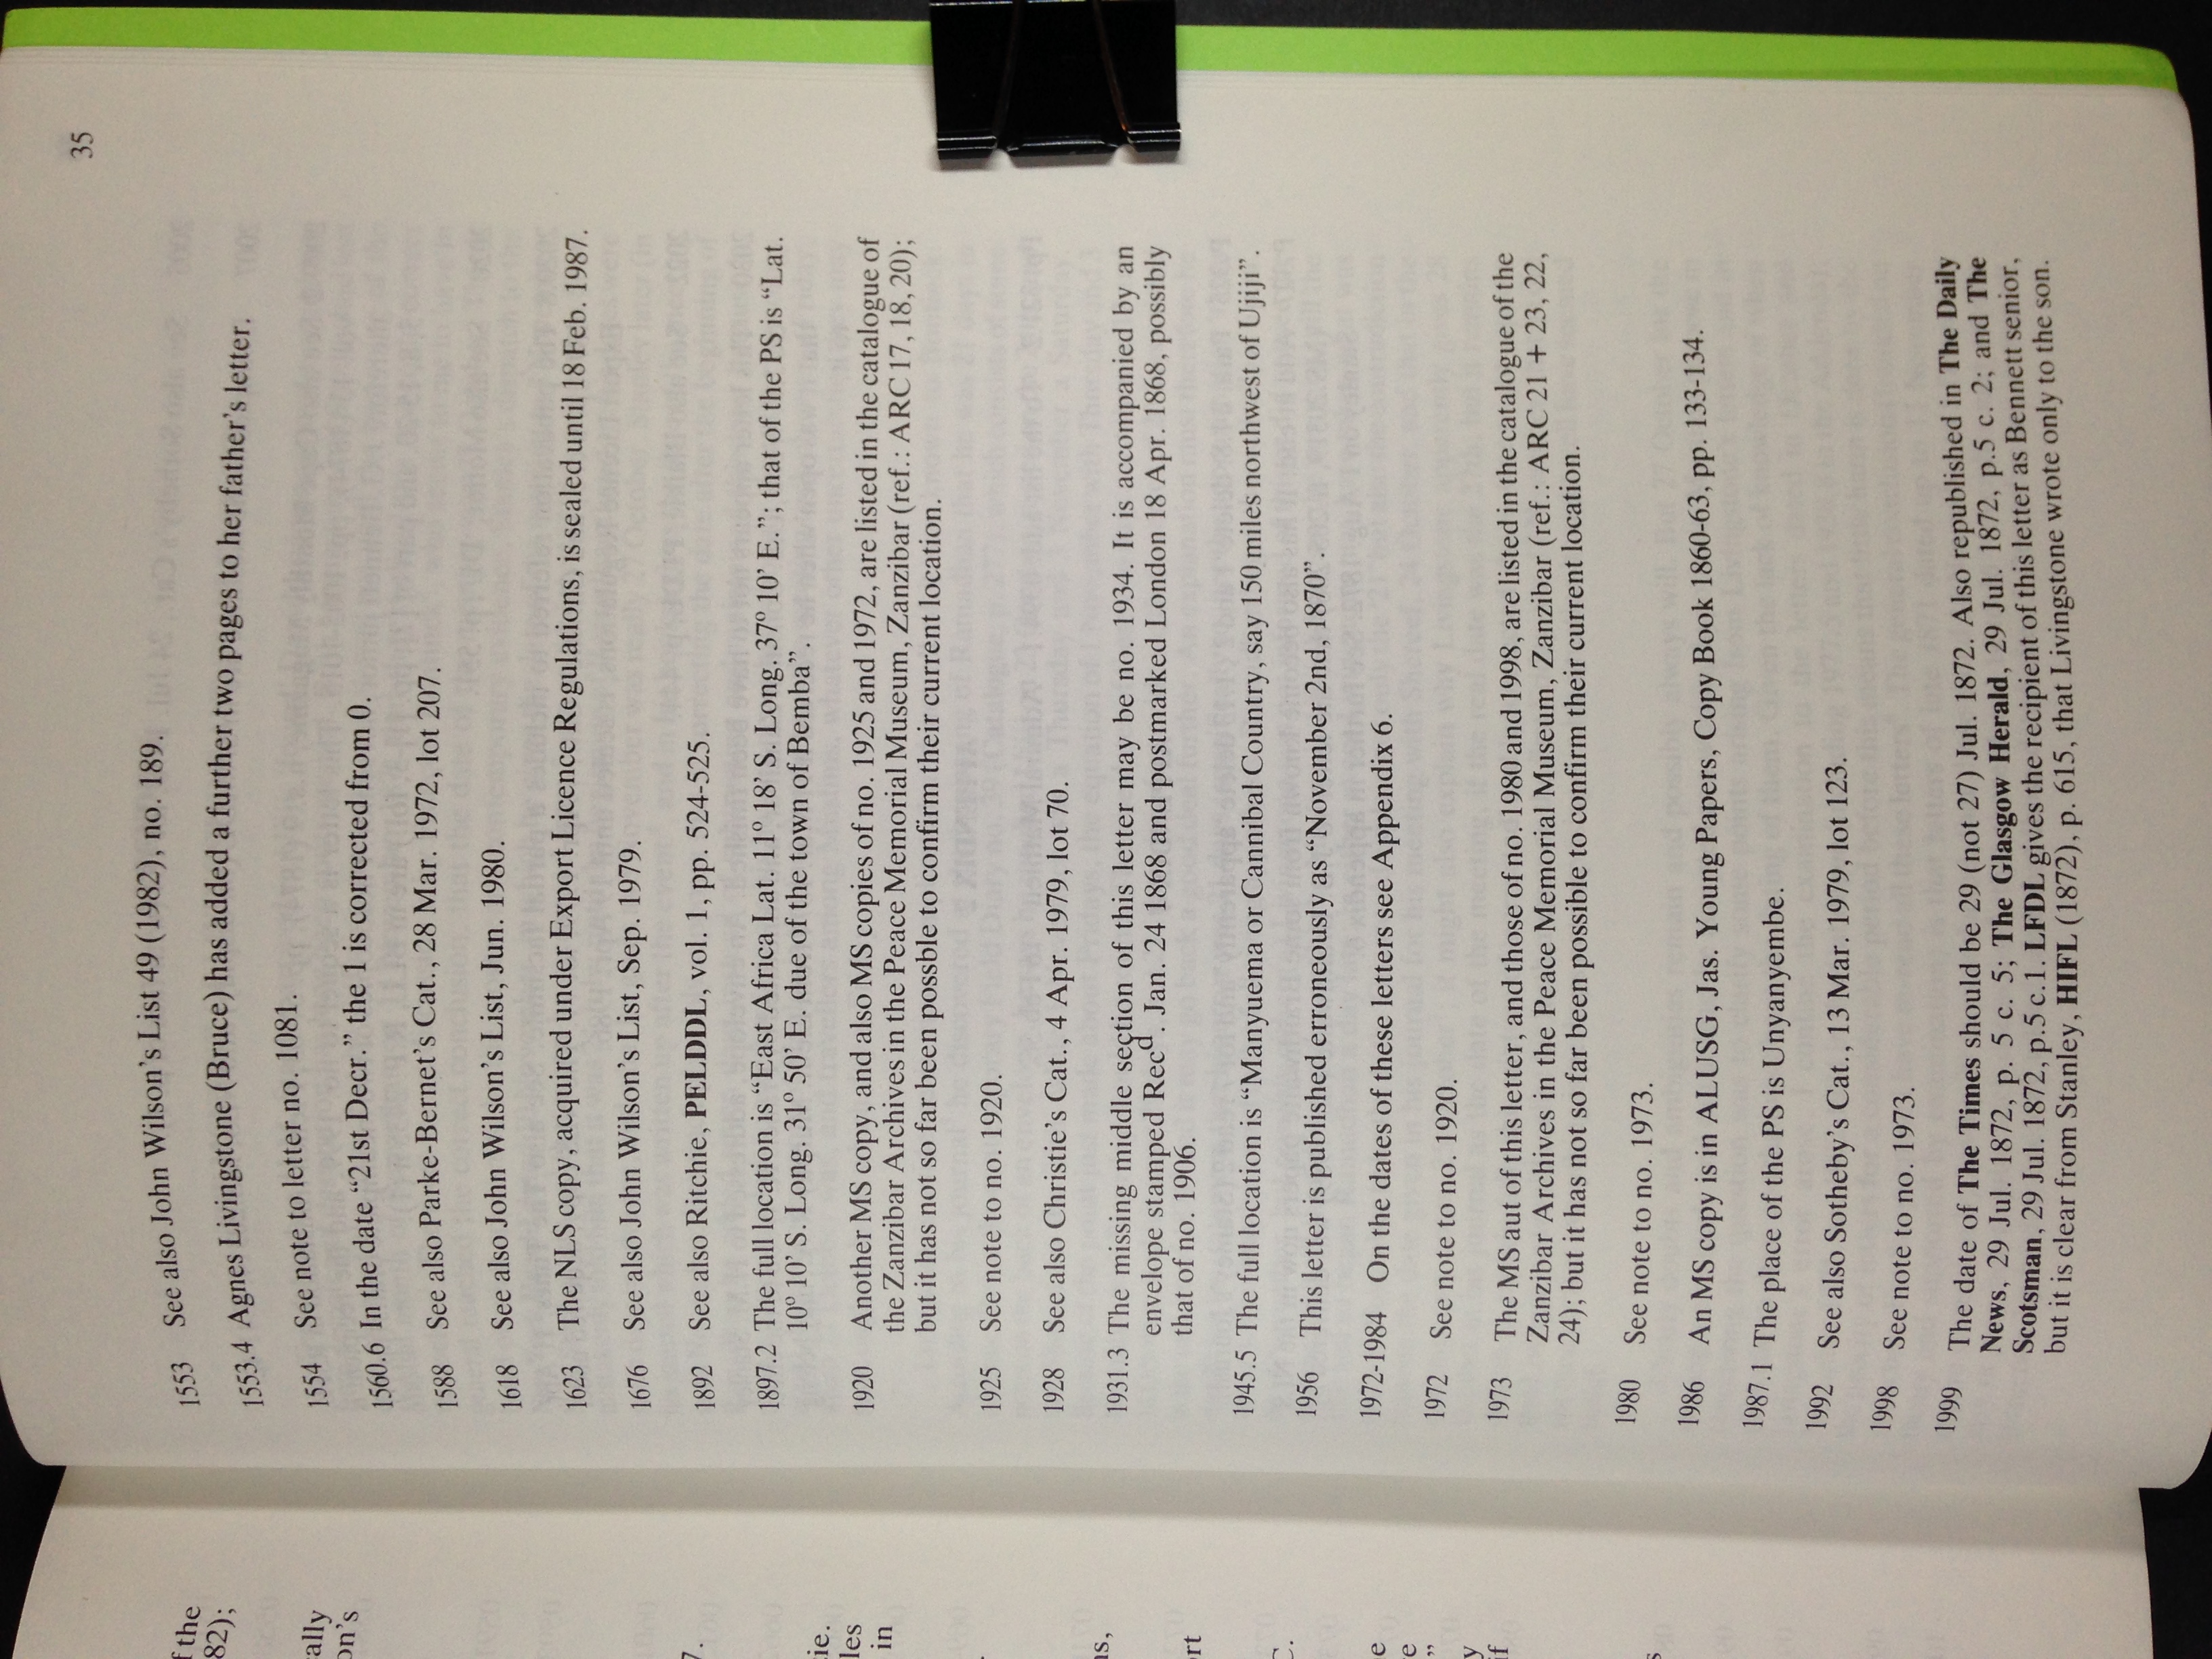 35
1553 See also John Wilson's List 49 (1982), no. 189.
1553.4 Agnes Livingstone (Bruce) has added a further two pages to her father's letter.
1554 See note to letter no. 1081.
1560.6 In the date “21st Decr.” the 1 is corrected from 0.
1588 See also Parke-Bernet's Cat., 28 Mar. 1972, lot 207.
1618 See also John Wilson's List, Jun. 1980.
1623 The NLS copy, acquired under Export Licence Regulations, is sealed until 18 Feb. 1987.
1676 See also John Wilson's List, Sep. 1979.
1892 See also Ritchie, PELDDL, vol. 1, pp. 524-525.
1897.2 The full location is “East Africa Lat. 11º 18’ S. Long. 37º 10’ E.”; that of the PS is “Lat.
10º 10’ S. Long. 31º 50’ E. due of the town of Bemba”.
1920 Another MS copy, and also MS copies of no. 1925 and 1972, are listed in the catalogue of
the Zanzibar Archives in the Peace Memorial Museum, Zanzibar (ref.: ARC 17, 18, 20);
but it has not so far been possble to confirm their current location.
1925 See note to no. 1920.
1928 See also Christie's Cat., 4 Apr. 1979, lot 70.
1931.3 The missing middle section of this letter may be no. 1934. It is accompanied by an
envelope stamped Recᵈ. Jan. 24 1868 and postmarked London 18 Apr. 1868, possibly
that of no. 1906.
1945.5 The full location is “Manyuema or Cannibal Country, say 150 miles northwest of Ujiji”.
1956 This letter is published erroneously as “November 2nd, 1870”.
1972-1984 On the dates of these letters see Appendix 6.
1972 See note to no. 1920.
1973 The MS aut of this letter, and those of no. 1980 and 1998, are listed in the catalogue of the
Zanzibar Archives in the Peace Memorial Museum, Zanzibar (ref.: ARC 21 + 23, 22,
24); but it has not so far been possible to confirm their current location.
1980 See note to no. 1973.
1986 An MS copy is in ALUSG, Jas. Young Papers, Copy Book 1860-63, pp. 133-134.
1987.1 The place of the PS is Unyanyembe.
1992 See also Sotheby's Cat., 13 Mar. 1979, lot 123.
1998 See note to no. 1973.
1999 The date of The Times should be 29 (not 27) Jul. 1872. Also republished in The Daily
News, 29 Jul. 1872, p. 5 c. 5; The Glasgow Herald, 29 Jul. 1872, p.5 c. 2; and The
Scotsman, 29 Jul. 1872, p.5 c.1. LFDL gives the recipient of this letter as Bennett senior,
but it is clear from Stanley, HIFL (1872), p. 615, that Livingstone wrote only to the son.